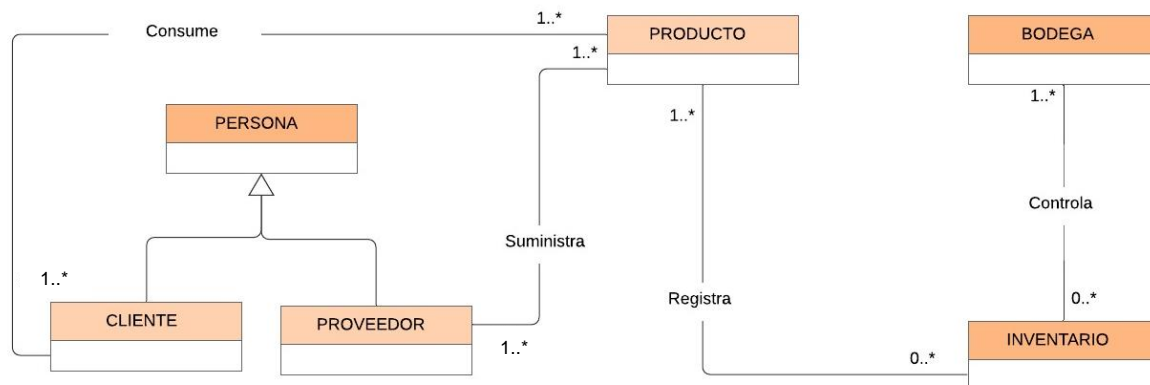 Consume
1..*
PRODUCTO
BODEGA
1..*
1..*
1..*
PERSONA
Suministra
Controla
1..*
Registra
0..*
CLIENTE
PROVEEDOR
1..*
INVENTARIO
0..*